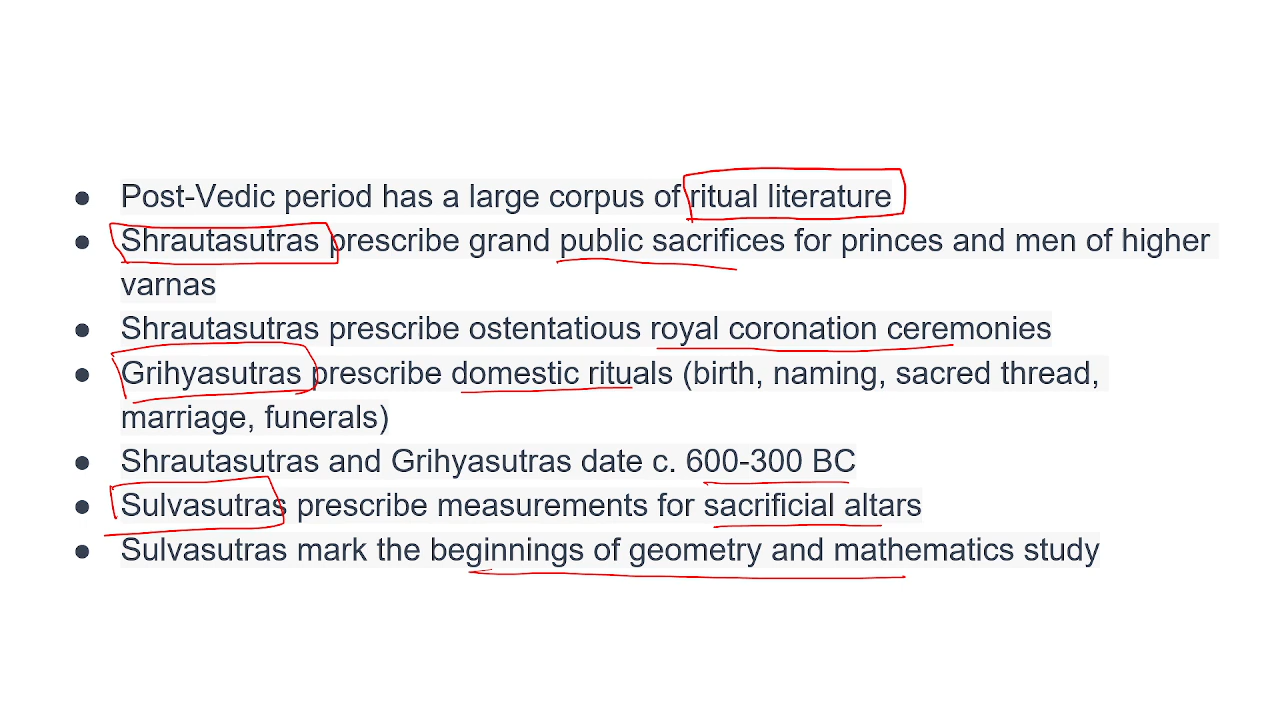 ● Post-Vedic period has a large corpus of ritual literature
● Shrautasutras prescribe grand public sacrifices for princes and men of higher
varnas
● Shrautasutras prescribe ostentatious royal coronation ceremonies
● Grihyasutras prescribe domestic rituals (birth, naming, sacred thread,
marriage, funerals)
● Shrautasutras and Grihyasutras date c. 600-300 BC
● Sulvasutras prescribe measurements for sacrificial altars
● Sulvasutras mark the beginnings of geometry and mathematics study